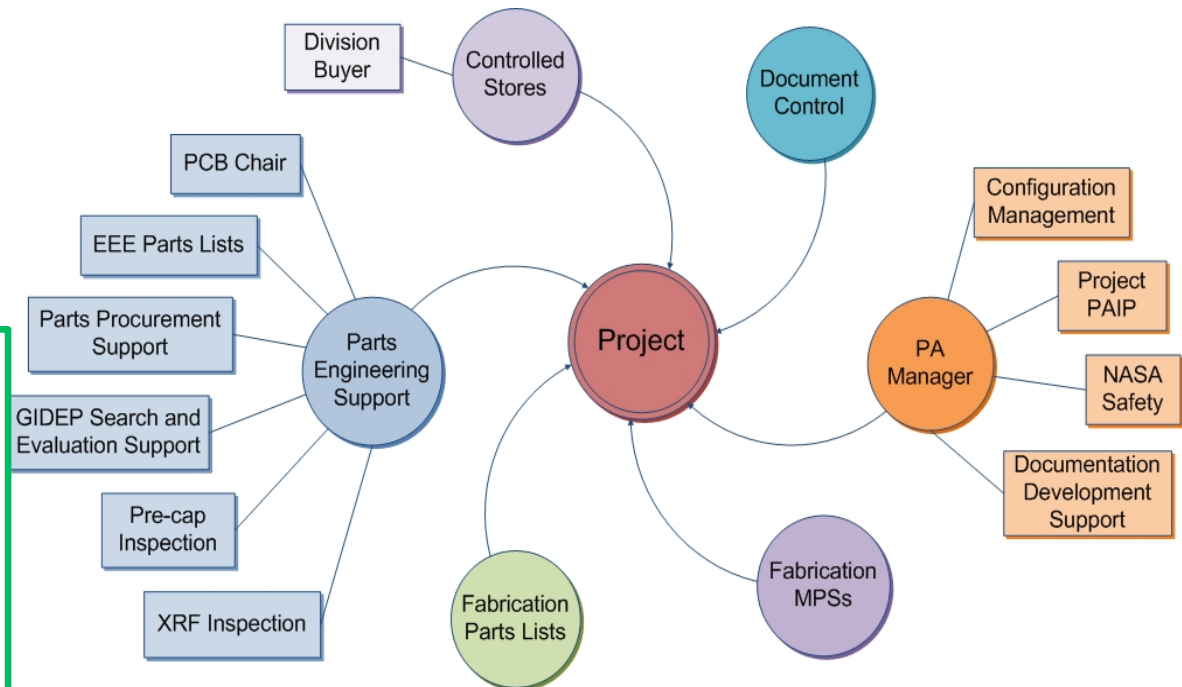 Division
Buyer
Controlled
Stores
Document
Control
PCB Chair
EEE Parts Lists
Parts Procurement
Support
GIDEP Search and
Evaluation Support
Pre-cap
Inspection
XRF Inspection
Parts
Engineering
Support
Project
PA
Manager
Configuration
Management
Project
PAIP
NASA
Safety
Documentation
Development
Support
Fabrication
Parts Lists
Fabrication
MPSs